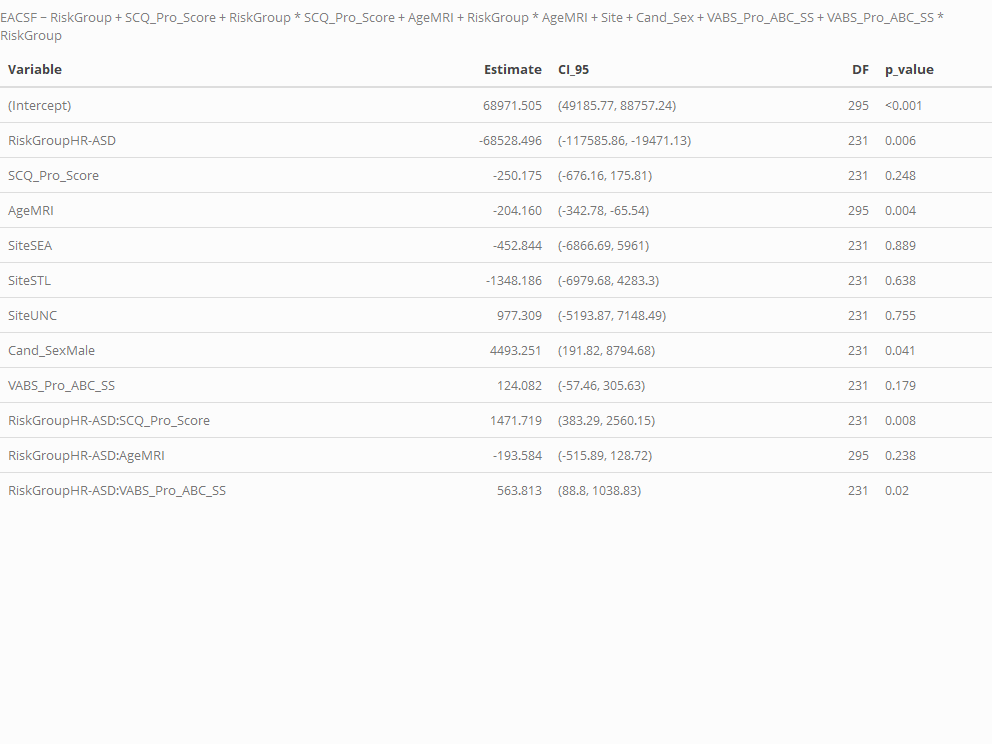 EACSF ~ RiskGroup + SCQ_Pro_Score + RiskGroup * SCQ_Pro_Score + AgeMRI + RiskGroup * AgeMRI + Site + Cand_Sex + VABS_Pro_ABC_SS + VABS_Pro_ABC_SS *
RiskGroup
Variable Estimate CI_95 DF p_value
(Intercept) 68971.505 (49185.77, 88757.24) 295 <0.001
RiskGroupHR-ASD -68528.496 (-117585.86, -19471.13) 231 0.006
SCQ_Pro_Score -250.175 (-676.16, 175.81) 231 0.248
AgeMRI -204.160 (-342.78, -65.54) 295 0.004
SiteSEA -452.844 (-6866.69, 5961) 231 0.889
SiteSTL -1348.186 (-6979.68, 4283.3) 231 0.638
SiteUNC 977.309 (-5193.87, 7148.49) 231 0.755
Cand_SexMale 4493.251 (191.82, 8794.68) 231 0.041
VABS_Pro_ABC_SS 124.082 (-57.46, 305.63) 231 0.179
RiskGroupHR-ASD:SCQ_Pro_Score 1471.719 (383.29, 2560.15) 231 0.008
RiskGroupHR-ASD:AgeMRI -193.584 (-515.89, 128.72) 295 0.238
RiskGroupHR-ASD:VABS_Pro_ABC_SS 563.813 (88.8, 1038.83) 231 0.02